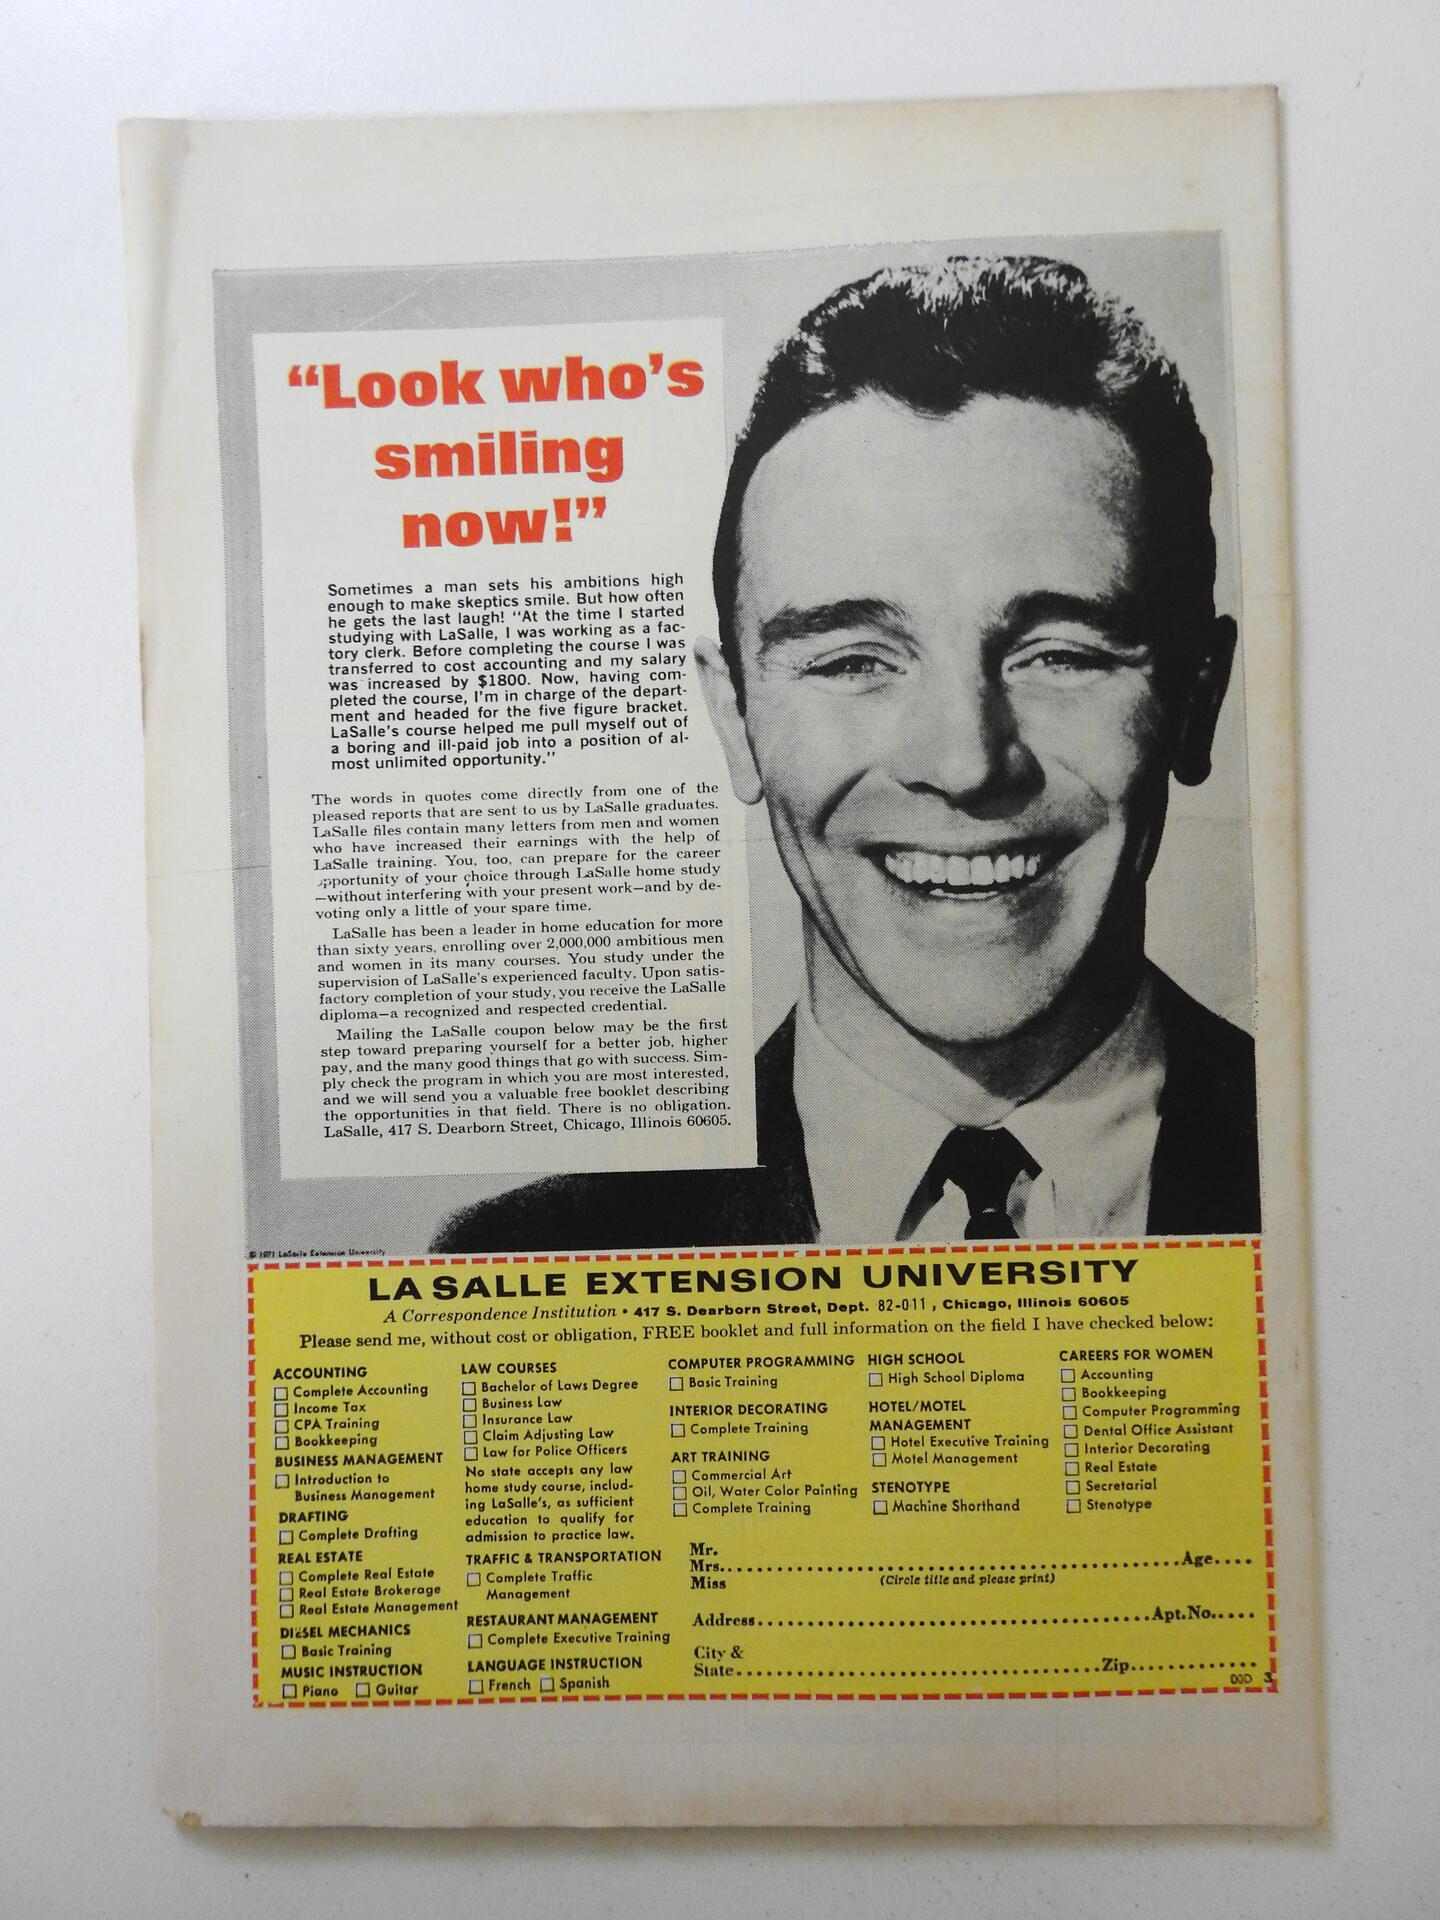 “Look who’s
smiling
now!”
Sometimes a man sets his ambitions high
enough to make skeptics smile. But how often
he gets the last laugh! “At the time I started
studying with LaSalle, I was working as a fac-
tory clerk. Before completing the course I was
transferred to cost accounting and my salary
was increased by $1800. Now, having com-
pleted the course, I’m in charge of the depart-
ment and headed for the five figure bracket.
LaSalle’s course helped me pull myself out of
a boring and ill-paid job into a position of al-
most unlimited opportunity.”
The words in quotes come directly from one of the
pleased reports that are sent to us by LaSalle graduates.
LaSalle files contain many letters from men and women
who have increased their earnings with the help of
LaSalle training. You, too, can prepare for the career
opportunity of your choice through LaSalle home study
—without interfering with your present work—and by de-
voting only a little of your spare time.
LaSalle has been a leader in home education for more
than sixty years, enrolling over 2,000,000 ambitious men
and women in its many courses. You study under the
supervision of LaSalle’s experienced faculty. Upon satis-
factory completion of your study, you receive the LaSalle
diploma—a recognized and respected credential.
Mailing the LaSalle coupon below may be the first
step toward preparing yourself for a better job, higher
pay, and the many good things that go with success. Sim-
ply check the program in which you are most interested,
and we will send you a valuable free booklet describing
the opportunities in that field. There is no obligation.
LaSalle, 417 S. Dearborn Street, Chicago, Illinois 60605.
© 1971 LaSalle Extension University
LA SALLE EXTENSION UNIVERSITY
A Correspondence Institution • 417 S. Dearborn Street, Dept. 82-011, Chicago, Illinois 60605
Please send me, without cost or obligation, FREE booklet and full information on the field I have checked below:
ACCOUNTING
Complete Accounting
Income Tax
CPA Training
Bookkeeping
BUSINESS MANAGEMENT
Introduction to
Business Management
DRAFTING
Complete Drafting
REAL ESTATE
Complete Real Estate
Real Estate Brokerage
Real Estate Management
DIESEL MECHANICS
Basic Training
MUSIC INSTRUCTION
Piano Guitar
LAW COURSES
Bachelor of Laws Degree
Business Law
Insurance Law
Claim Adjusting Law
Law for Police Officers
No state accepts any law
home study course, includ-
ing LaSalle’s, as sufficient
education to qualify for
admission to practice law.
TRAFFIC & TRANSPORTATION
Complete Traffic
Management
RESTAURANT MANAGEMENT
Complete Executive Training
LANGUAGE INSTRUCTION
French Spanish
COMPUTER PROGRAMMING
Basic Training
INTERIOR DECORATING
Complete Training
ART TRAINING
Commercial Art
Oil, Water Color Painting
Complete Training
HIGH SCHOOL
High School Diploma
HOTEL/MOTEL
MANAGEMENT
Hotel Executive Training
Motel Management
STENOTYPE
Machine Shorthand
CAREERS FOR WOMEN
Accounting
Bookkeeping
Computer Programming
Dental Office Assistant
Interior Decorating
Real Estate
Secretarial
Stenotype
Mr.
Mrs. Age
Miss (Circle title and please print)
Address Apt.No.
City &
State Zip
3